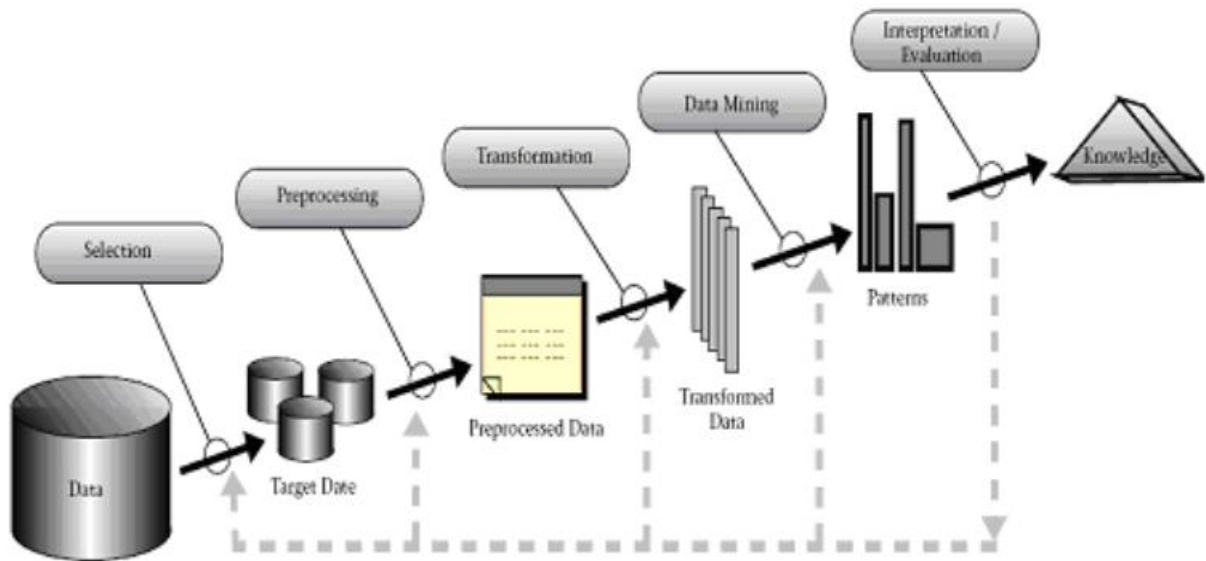 Interpretation /
Evaluation
Data Mining
Transformation
Preprocessing
Selection
Knowledge
Patterns
Transformed
Data
Preprocessed Data
Target Date
Data